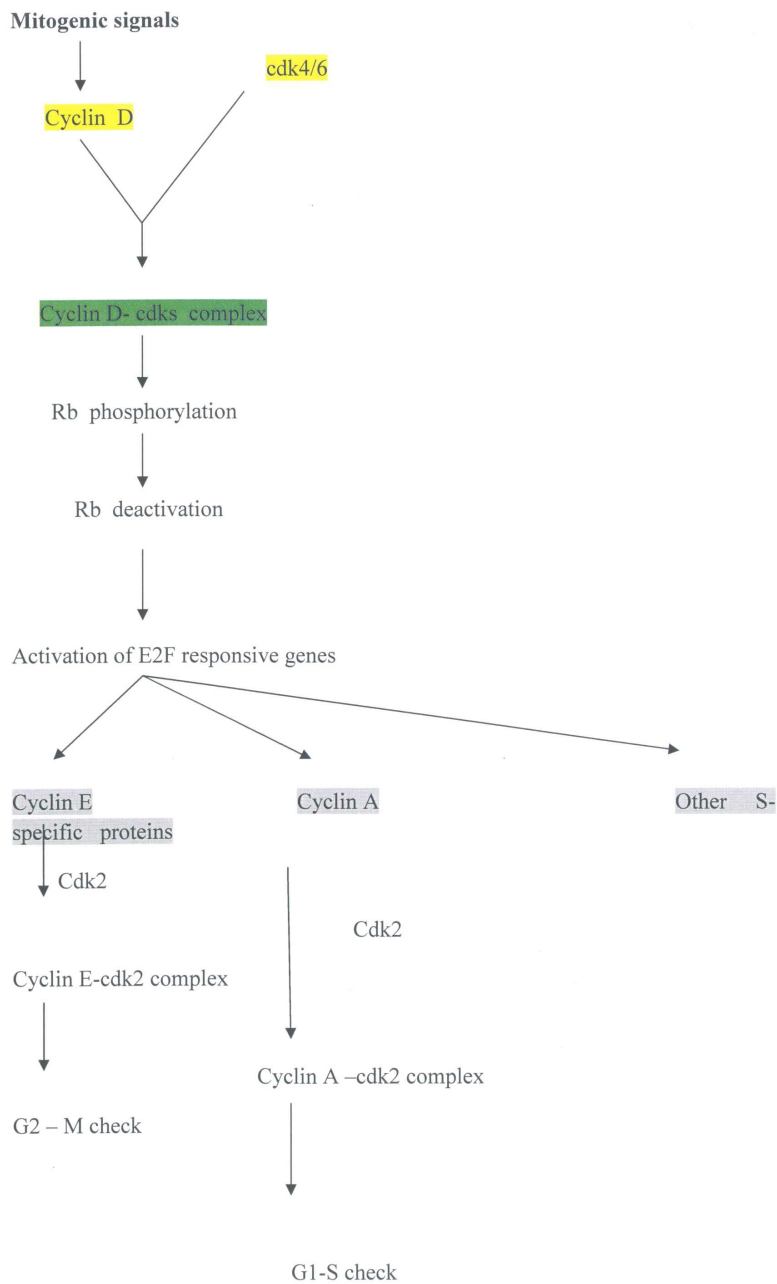 Mitogenic signals
cdk4/6
Cyclin D
Cyclin D- cdks complex
Rb phosphorylation
Rb deactivation
Activation of E2F responsive genes
Cyclin E Cyclin A Other S-
specific proteins
Cdk2
Cdk2
Cyclin E-cdk2 complex
Cyclin A –cdk2 complex
G2 – M check
G1-S check